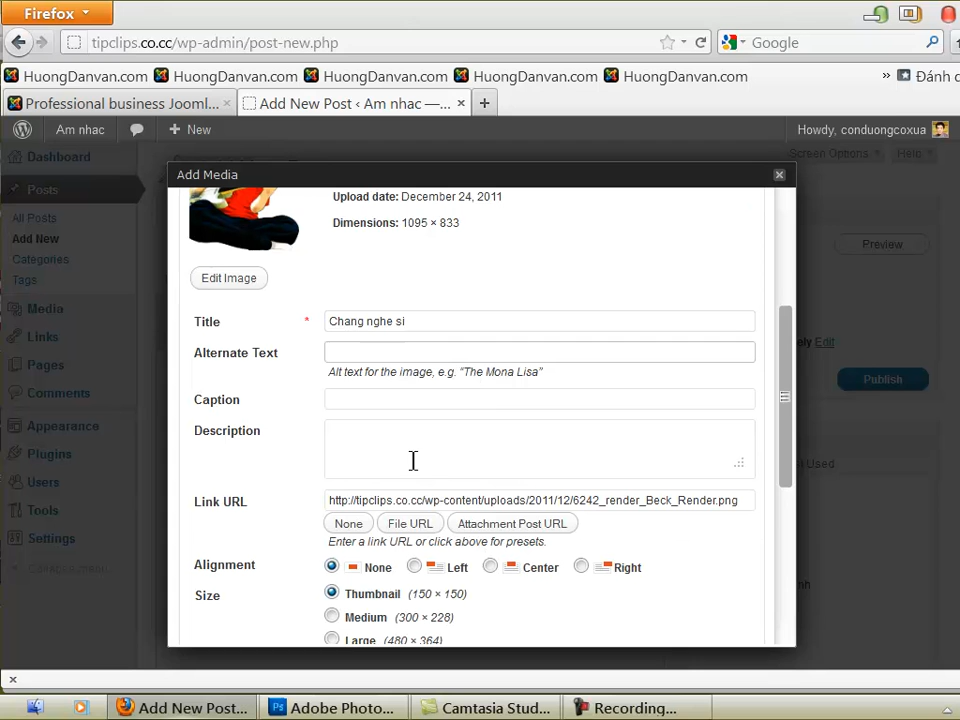 Firefox
tipclips.co.cc/wp-admin/post-new.php
Google
HuongDanvan.com HuongDanvan.com HuongDanvan.com HuongDanvan.com HuongDanvan.com » Đánh
Professional business Tooml...
Add New Post ‹ Am nhac —...
Am nhac
New
Howdy, conduongcoxua
Dashboard
Add Media
Screen Options
Help
Posts
Upload date: December 24, 2011
All Posts
Dimensions: 1095 × 833
Add New
Preview
Categories
Tags
Edit Image
Media
Title * Chang nghe si
Links
Edit
Alternate Text
Pages
Alt text for the image, e.g. “The Mona Lisa”
Publish
Comments
Caption
Appearance
Description
Plugins
Used
Users
Link URL http://tipclips.co.cc/wp-content/uploads/2011/12/6242_render_Beck_Render.png
Tools
None File URL Attachment Post URL
Settings
Enter a link URL or click above for presets.
Alignment None Left Center Right
Size Thumbnail (150 × 150)
Medium (300 × 228)
Large (480 × 364)
Add New Post...
Adobe Photo...
Camtasia Stud...
Recording...